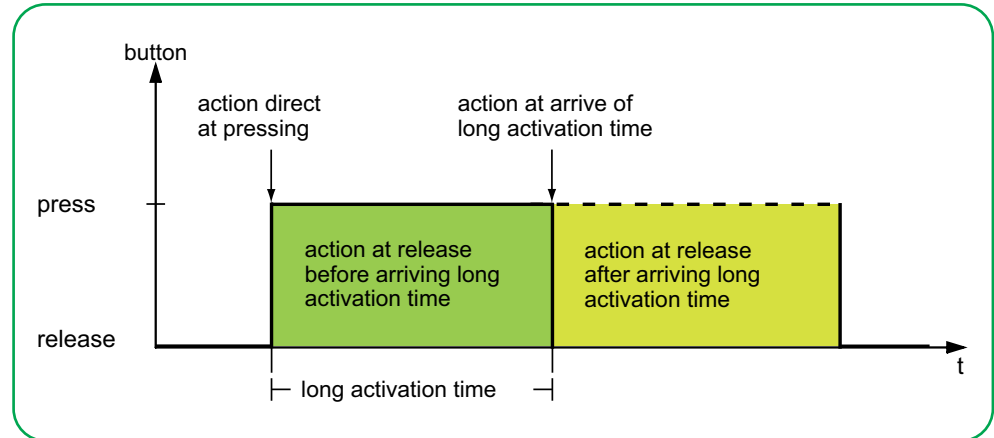 button
action direct
at pressing
action at arrive of
long activation time
press
action at release
before arriving long
activation time
action at release
after arriving long
activation time
release
t
long activation time